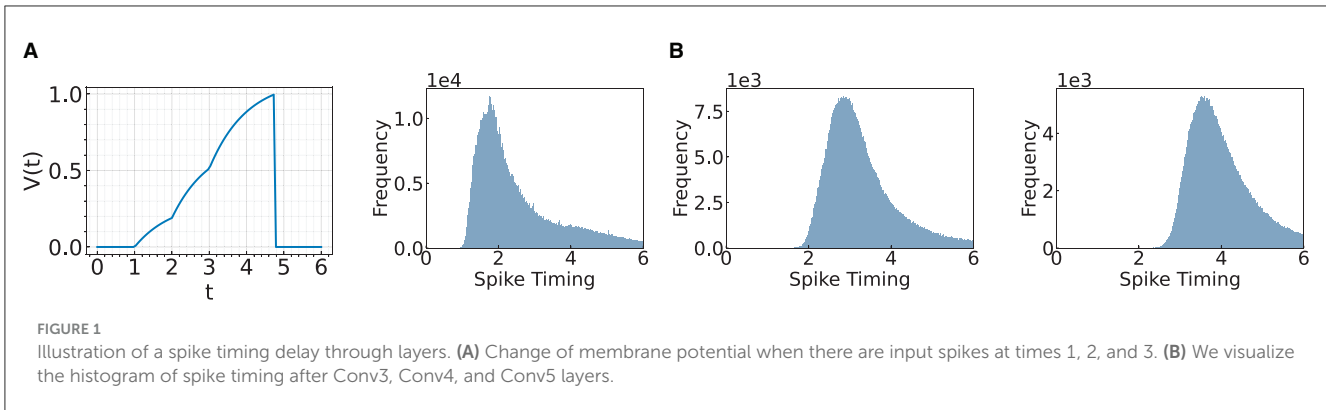 A
B
V(t)
1.0
0.5
0.0
0 1 2 3 4 5 6
t
1e4
Frequency
1.0
0.5
0.0
0 2 4 6
Spike Timing
1e3
Frequency
7.5
5.0
2.5
0
0 2 4 6
Spike Timing
1e3
Frequency
4
2
0
0 2 4 6
Spike Timing
FIGURE 1
Illustration of a spike timing delay through layers. (A) Change of membrane potential when there are input spikes at times 1, 2, and 3. (B) We visualize
the histogram of spike timing after Conv3, Conv4, and Conv5 layers.